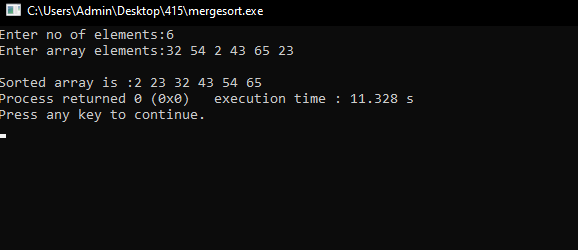 C:\Users\Admin\Desktop\415\mergesort.exe
Enter no of elements:6
Enter array elements:32 54 2 43 65 23
Sorted array is :2 23 32 43 54 65
Process returned 0 (0x0)   execution time : 11.328 s
Press any key to continue.